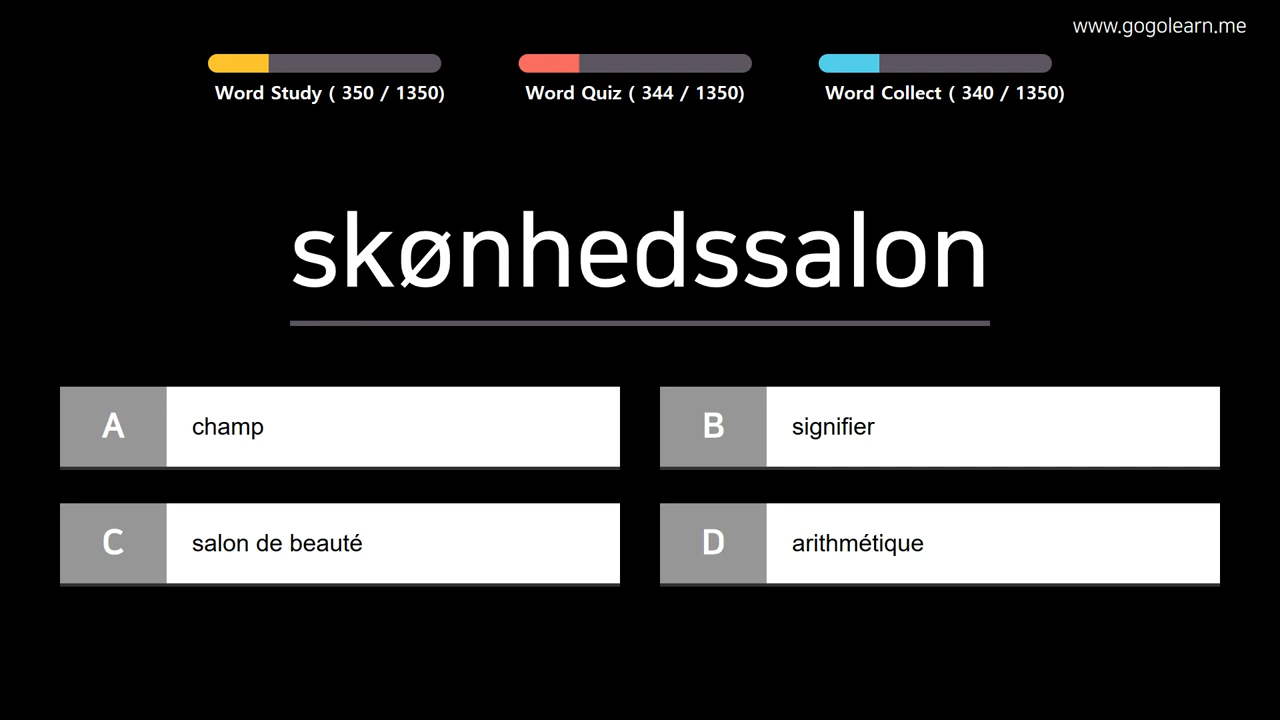 www.gogolearn.me
Word Study ( 350 / 1350)
Word Quiz ( 344 / 1350)
Word Collect ( 340 / 1350)
skønhedssalon
A champ
B signifier
C salon de beauté
D arithmétique